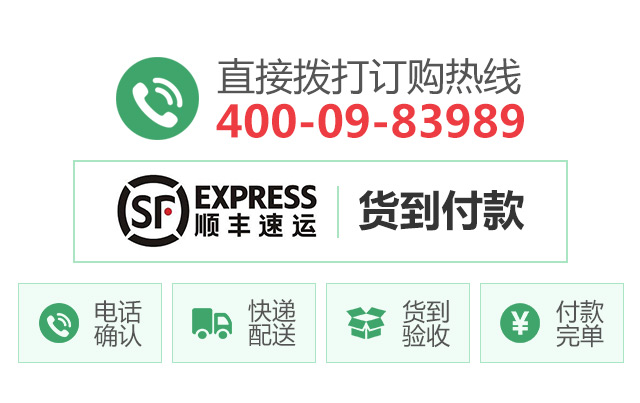 直接拨打订购热线
400-09-83989
SF EXPRESS
顺丰速运
货到付款
电话
确认
快递
配送
货到
验收
¥
付款
完单